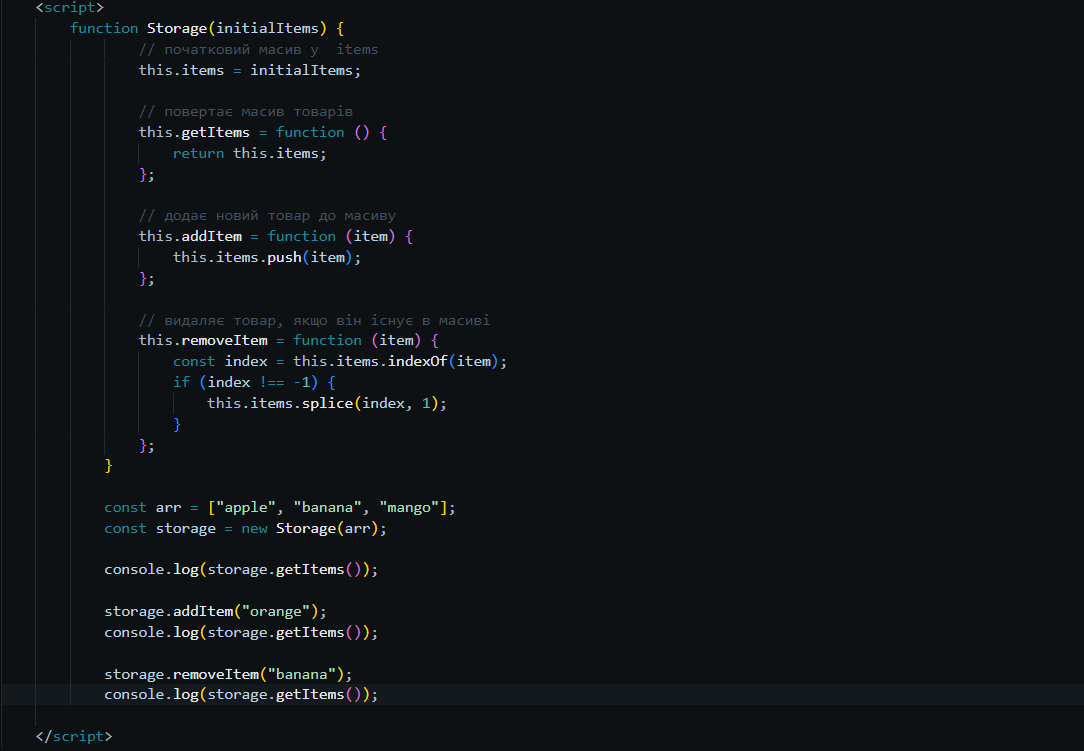 <script>
function Storage(initialItems) {
// початковий масив у  items
this.items = initialItems;
// повертає масив товарів
this.getItems = function () {
return this.items;
};
// додає новий товар до масиву
this.addItem = function (item) {
this.items.push(item);
};
// видаляє товар, якщо він існує в масиві
this.removeItem = function (item) {
const index = this.items.indexOf(item);
if (index !== -1) {
this.items.splice(index, 1);
}
};
}
const arr = ["apple", "banana", "mango"];
const storage = new Storage(arr);
console.log(storage.getItems());
storage.addItem("orange");
console.log(storage.getItems());
storage.removeItem("banana");
console.log(storage.getItems());
</script>